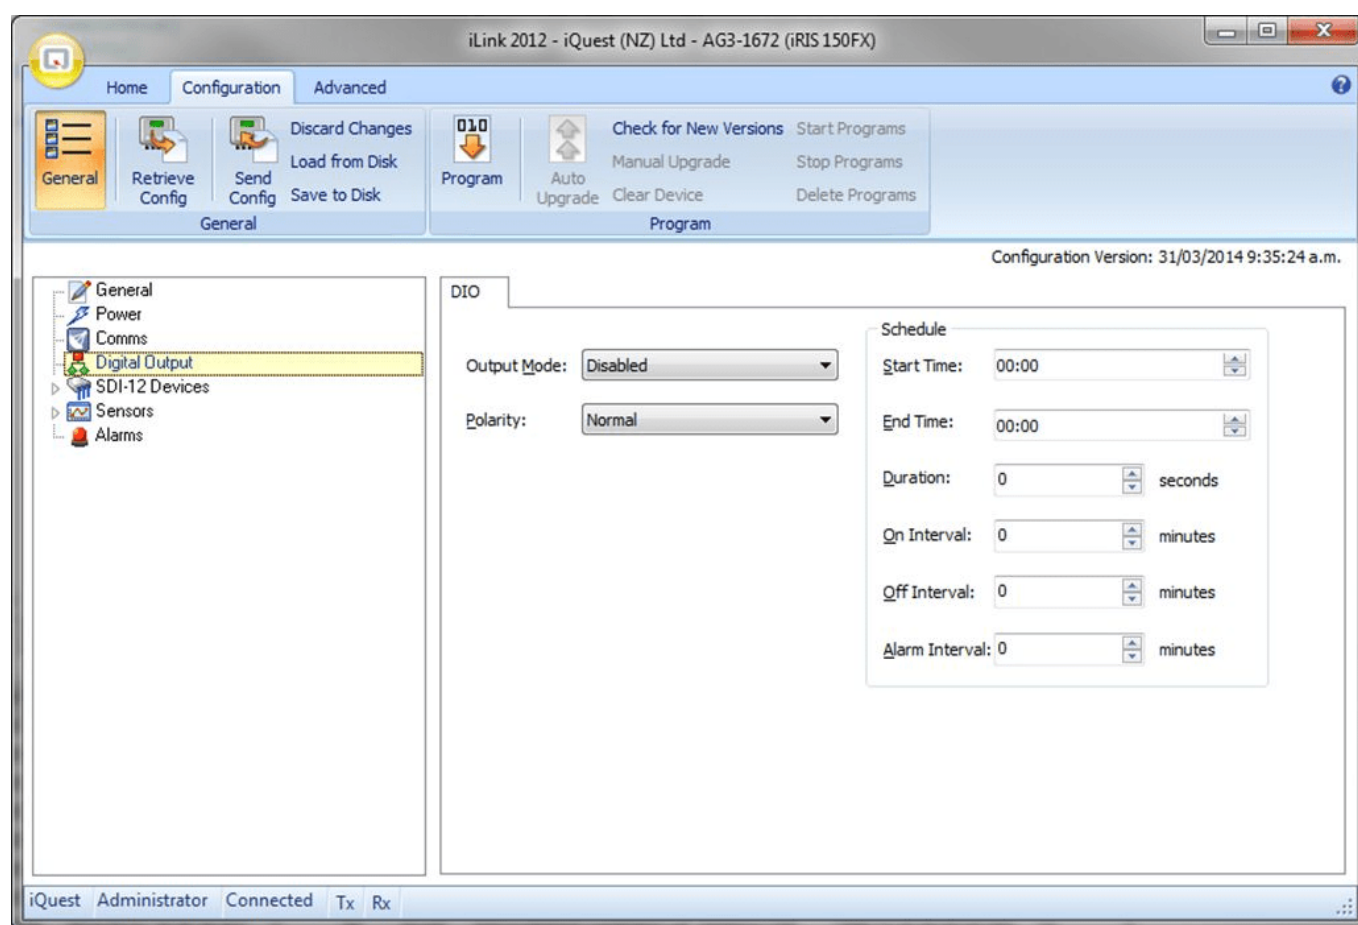 iLink 2012 - iQuest (NZ) Ltd - AG3-1672 (iRIS 150FX)
Home Configuration Advanced
General
Retrieve Config
Send Config
Discard Changes
Load from Disk
Save to Disk
General
010
Program
Auto Upgrade
Check for New Versions
Manual Upgrade
Clear Device
Start Programs
Stop Programs
Delete Programs
Program
Configuration Version: 31/03/2014 9:35:24 a.m.
General
Power
Comms
Digital Output
SDI-12 Devices
Sensors
Alarms
DIO
Output Mode: Disabled
Polarity: Normal
Schedule
Start Time: 00:00
End Time: 00:00
Duration: 0 seconds
On Interval: 0 minutes
Off Interval: 0 minutes
Alarm Interval: 0 minutes
iQuest Administrator Connected Tx Rx